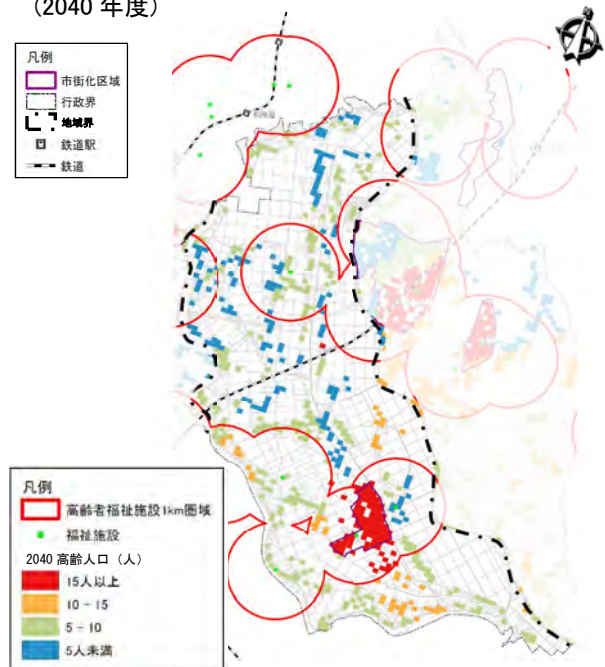 （2040 年度）
凡例
市街化区域
行政界
地域界
鉄道駅
鉄道
凡例
高齢者福祉施設1km圏域
福祉施設
2040 高齢人口（人）
15人以上
10 - 15
5 - 10
5人未満